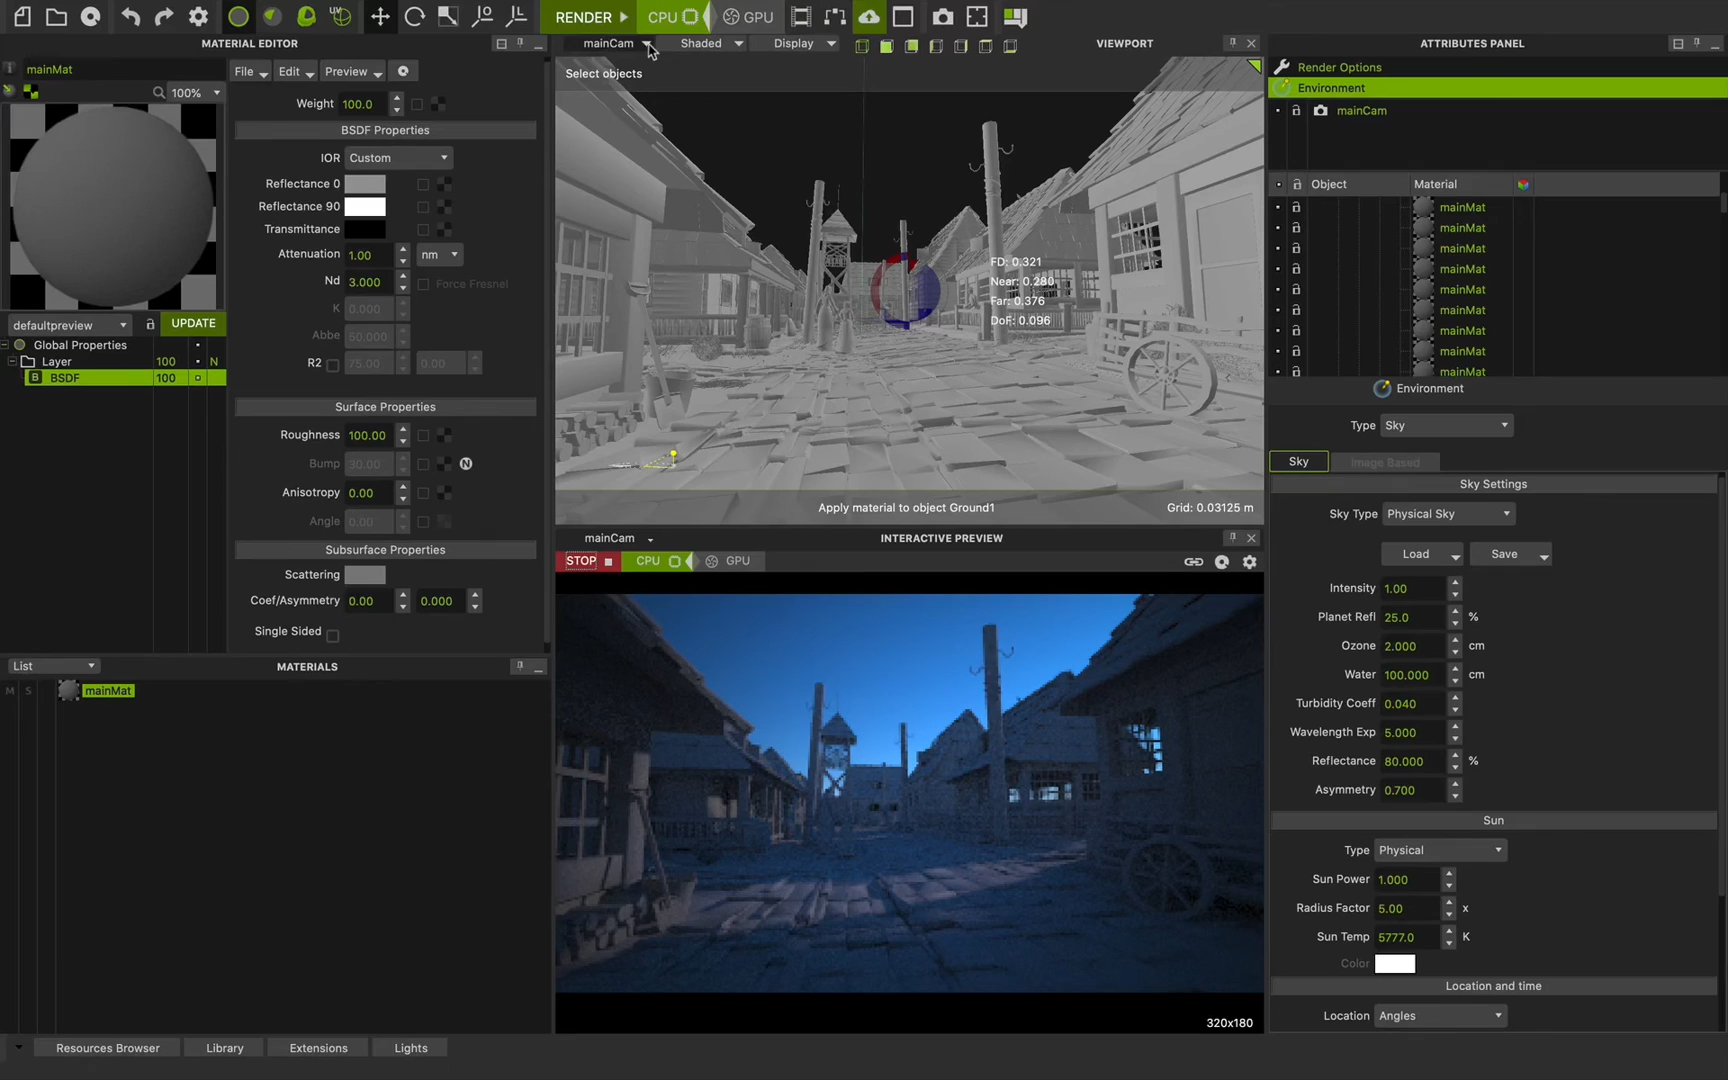 RENDER CPU GPU
MATERIAL EDITOR
mainMat
100%
File Edit Preview
Weight 100.0
BSDF Properties
IOR Custom
Reflectance 0
Reflectance 90
Transmittance
Attenuation 1.00 nm
Nd 3.000 Force Fresnel
K 0.000
Abbe 50.000
R2 75.00 0.00
Surface Properties
Roughness 100.00
Bump 30.00 N
Anisotropy 0.00
Angle 0.00
Subsurface Properties
Scattering
Coef/Asymmetry 0.00 0.000
Single Sided
defaultpreview UPDATE
Global Properties
Layer 100 N
B BSDF 100
List MATERIALS
M S mainMat
mainCam Shaded Display VIEWPORT
Select objects
FD: 0.321
Near: 0.280
Far: 0.376
DoF: 0.096
Apply material to object Ground1 Grid: 0.03125 m
mainCam INTERACTIVE PREVIEW
STOP CPU GPU
320x180
ATTRIBUTES PANEL
Render Options
Environment
mainCam
Object Material
mainMat
mainMat
mainMat
mainMat
mainMat
mainMat
mainMat
mainMat
mainMat
Environment
Type Sky
Sky Image Based
Sky Settings
Sky Type Physical Sky
Load Save
Intensity 1.00
Planet Refl 25.0 %
Ozone 2.000 cm
Water 100.000 cm
Turbidity Coeff 0.040
Wavelength Exp 5.000
Reflectance 80.000 %
Asymmetry 0.700
Sun
Type Physical
Sun Power 1.000
Radius Factor 5.00 x
Sun Temp 5777.0 K
Color
Location and time
Location Angles
Resources Browser Library Extensions Lights